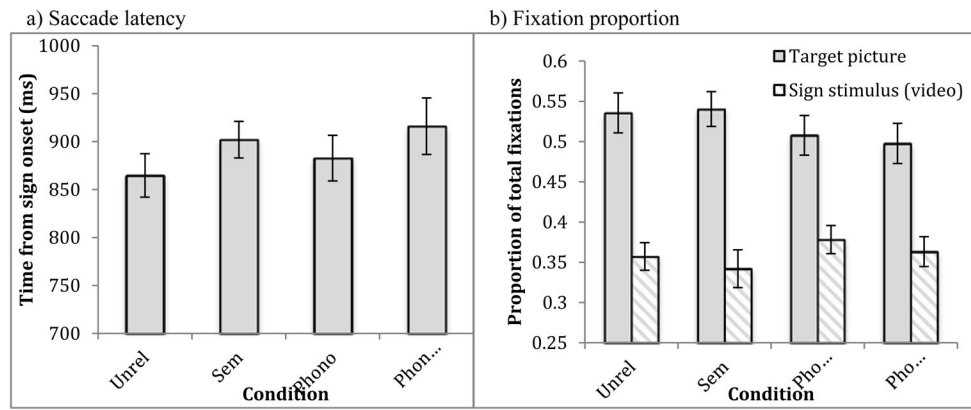 a) Saccade latency
Time from sign onset (ms)
1000
950
900
850
800
750
700
Unrel
Sem
Phono
Phon...
Condition
b) Fixation proportion
Proportion of total fixations
0.6
0.55
0.5
0.45
0.4
0.35
0.3
0.25
Target picture
Sign stimulus (video)
Unrel
Sem
Pho...
Pho...
Condition